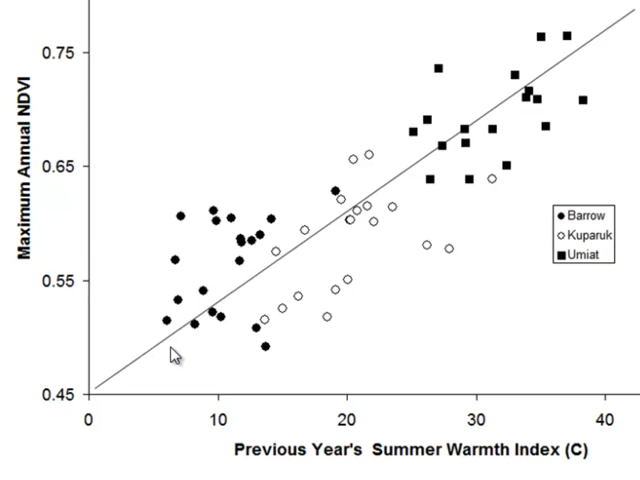 Maximum Annual NDVI
0.75
0.65
0.55
0.45
0 10 20 30 40
Previous Year's Summer Warmth Index (C)
Barrow
Kuparuk
Umiat